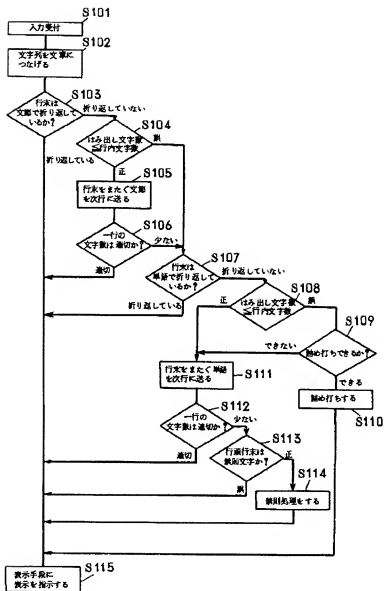 S101
入力受付
S102
文字列を文章に
つなげる
S103
行末は
文節で折り返して
いるか?
折り返していない
折り返している
S104
はみ出し文字数
≦行内文字数
誤
正
S105
行末をまたぐ文節
を次行に送る
S106
一行の
文字数は適切か?
少ない
適切
S107
行末は
単語で折り返して
いるか?
折り返していない
折り返している
S108
はみ出し文字数
≦行内文字数
正
誤
S109
詰め打ちできるか?
できない
できる
詰め打ちする
S110
S111
行末をまたぐ単語
を次行に送る
S112
一行の
文字数は適切か?
少ない
適切
S113
行頭行末は
禁則文字か?
正
誤
S114
禁則処理をする
S115
表示手段に
表示を指示する